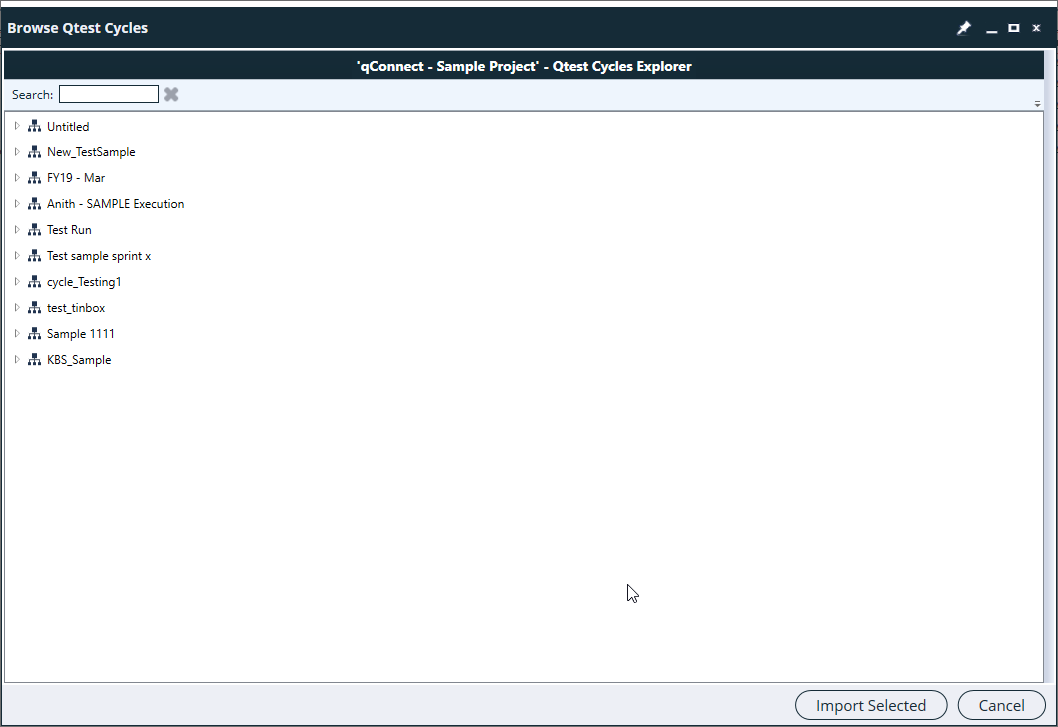 Browse Qtest Cycles
'qConnect - Sample Project' - Qtest Cycles Explorer
Search:
Untitled
New_TestSample
FY19 - Mar
Anith - SAMPLE Execution
Test Run
Test sample sprint x
cycle_Testing1
test_tinbox
Sample 1111
KBS_Sample
Import Selected
Cancel